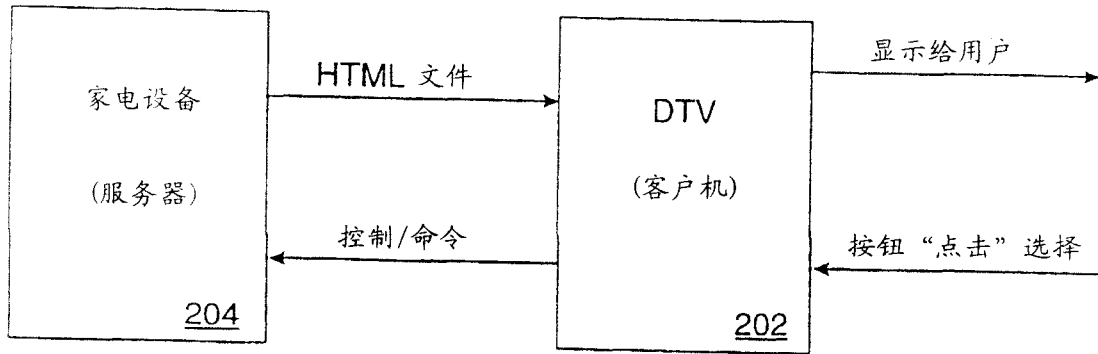 家电设备
(服务器)
204
HTML 文件
控制/命令
DTV
(客户机)
202
显示给用户
按钮“点击”选择